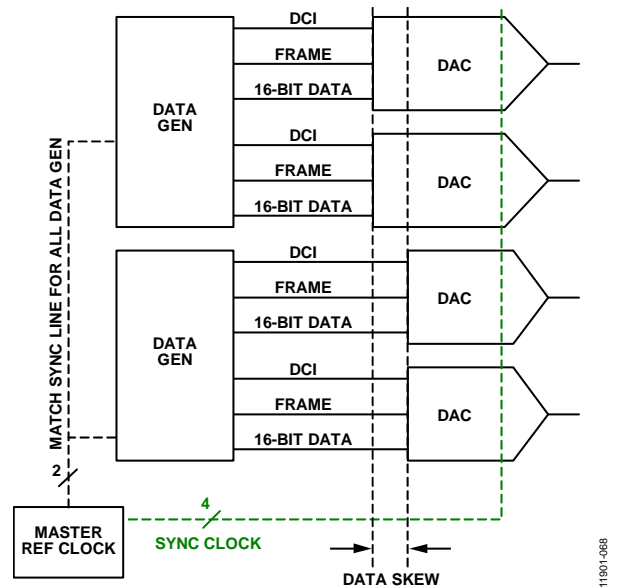 DCI
FRAME
16-BIT DATA
DAC
DATA
GEN
DCI
FRAME
16-BIT DATA
DAC
DCI
FRAME
16-BIT DATA
DAC
DATA
GEN
DCI
FRAME
16-BIT DATA
DAC
MATCH SYNC LINE FOR ALL DATA GEN
2
MASTER
REF CLOCK
4
SYNC CLOCK
DATA SKEW
11901-068